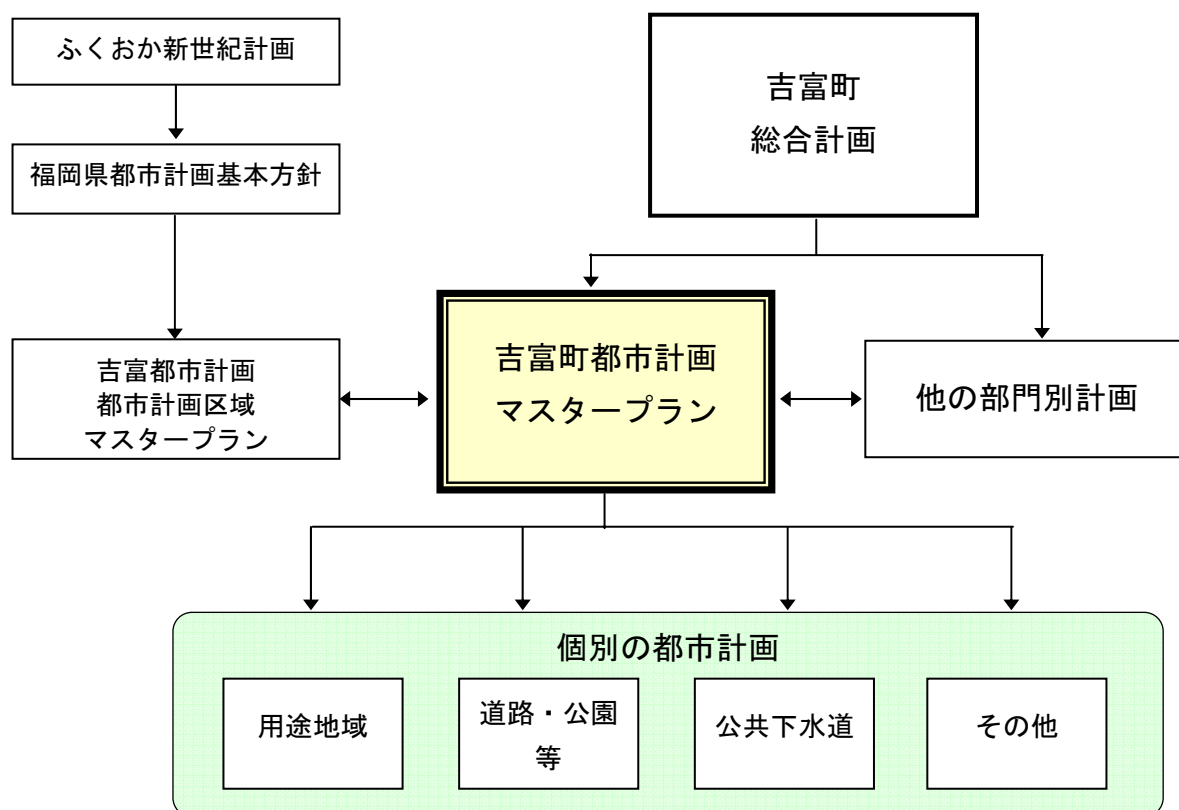 ふくおか新世紀計画
福岡県都市計画基本方針
吉富町
総合計画
吉富都市計画
都市計画区域
マスタープラン
吉富町都市計画
マスタープラン
他の部門別計画
個別の都市計画
用途地域
道路・公園
等
公共下水道
その他